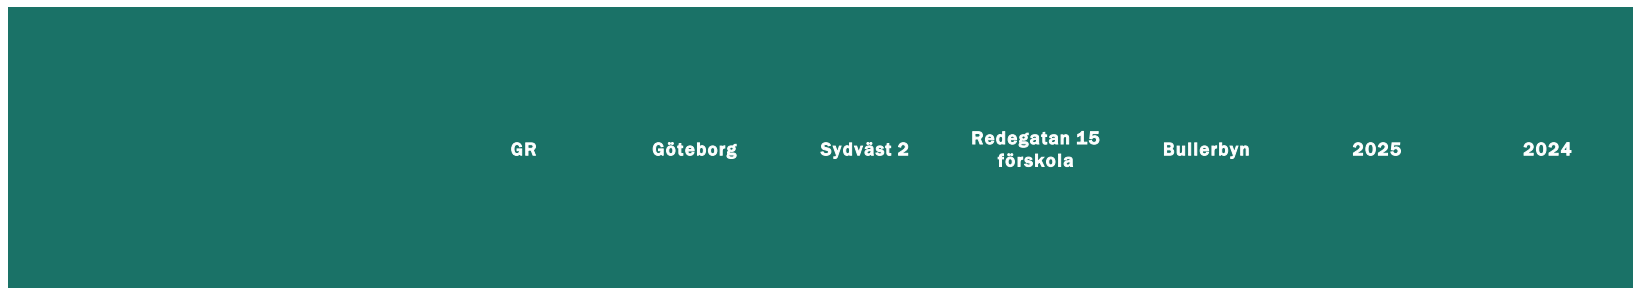 GR
Göteborg
Sydväst 2
Redegatan 15
förskola
Bullerbyn
2025
2024